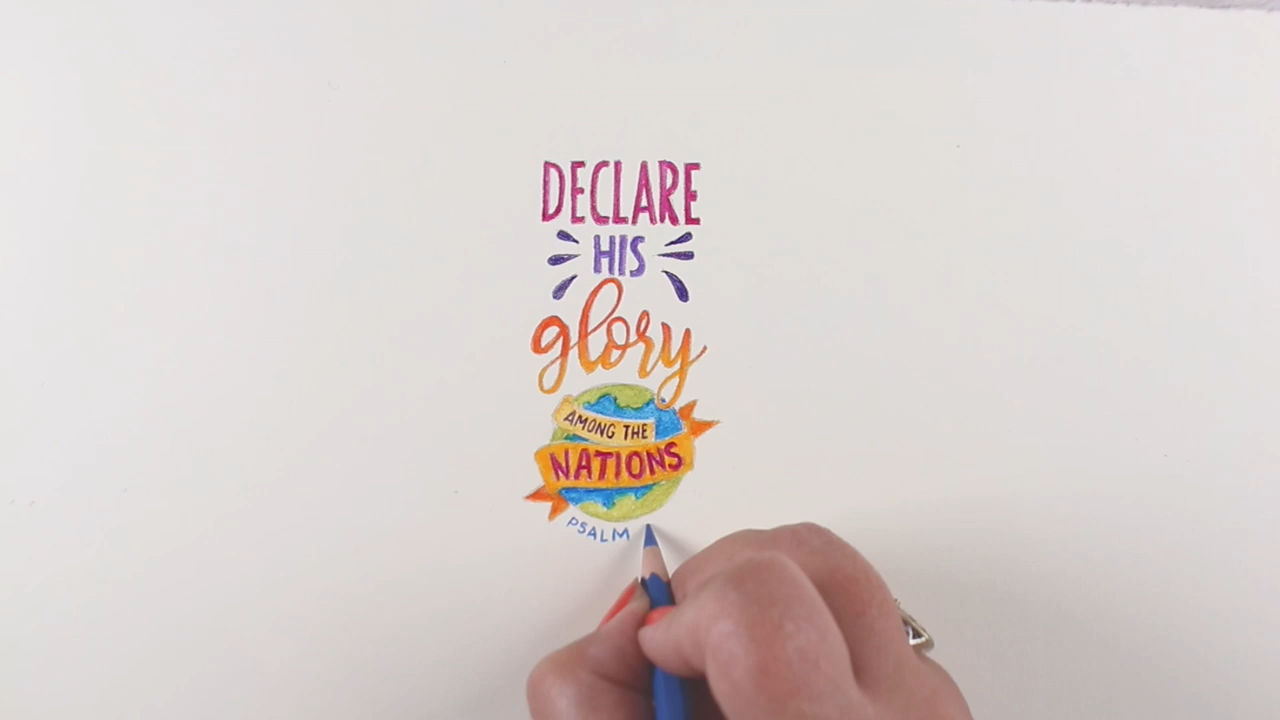 DECLARE
HIS
glory
AMONG THE
NATIONS
PSALM